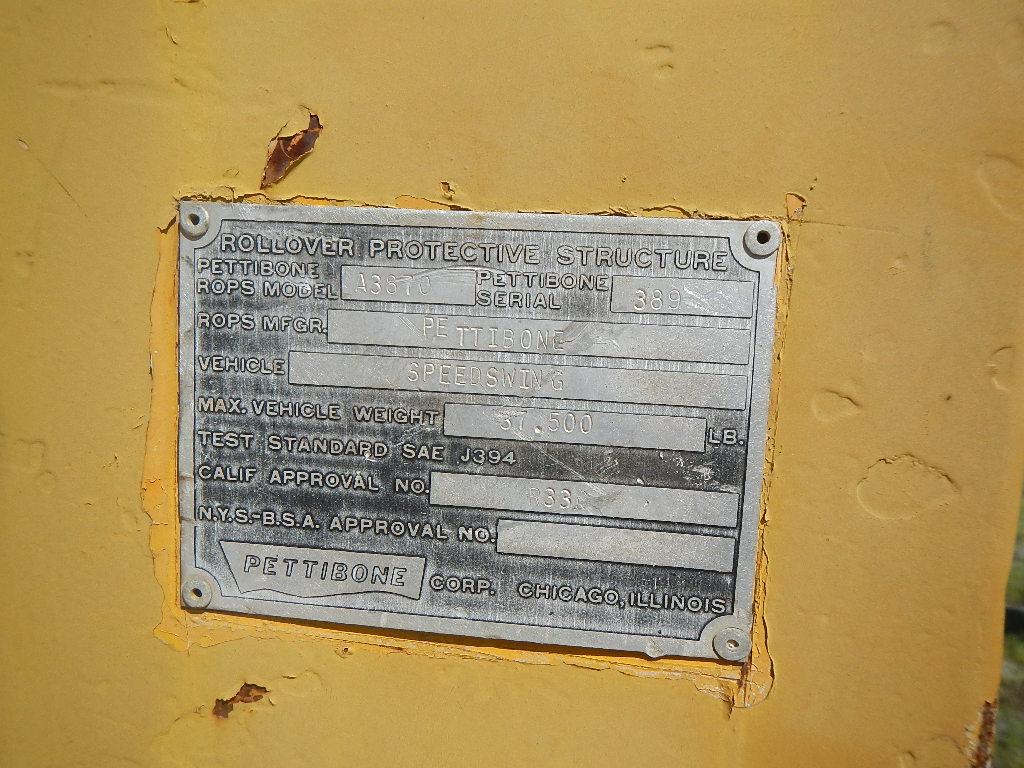 ROLLOVER PROTECTIVE STRUCTURE
PETTIBONE ROPS MODEL A3870 PETTIBONE SERIAL 389
ROPS MFGR. PETTIBONE
VEHICLE SPEEDSWING
MAX. VEHICLE WEIGHT 37.500 LB.
TEST STANDARD SAE J394
CALIF APPROVAL NO.
N.Y.S.-B.S.A. APPROVAL NO.
PETTIBONE CORP. CHICAGO, ILLINOIS